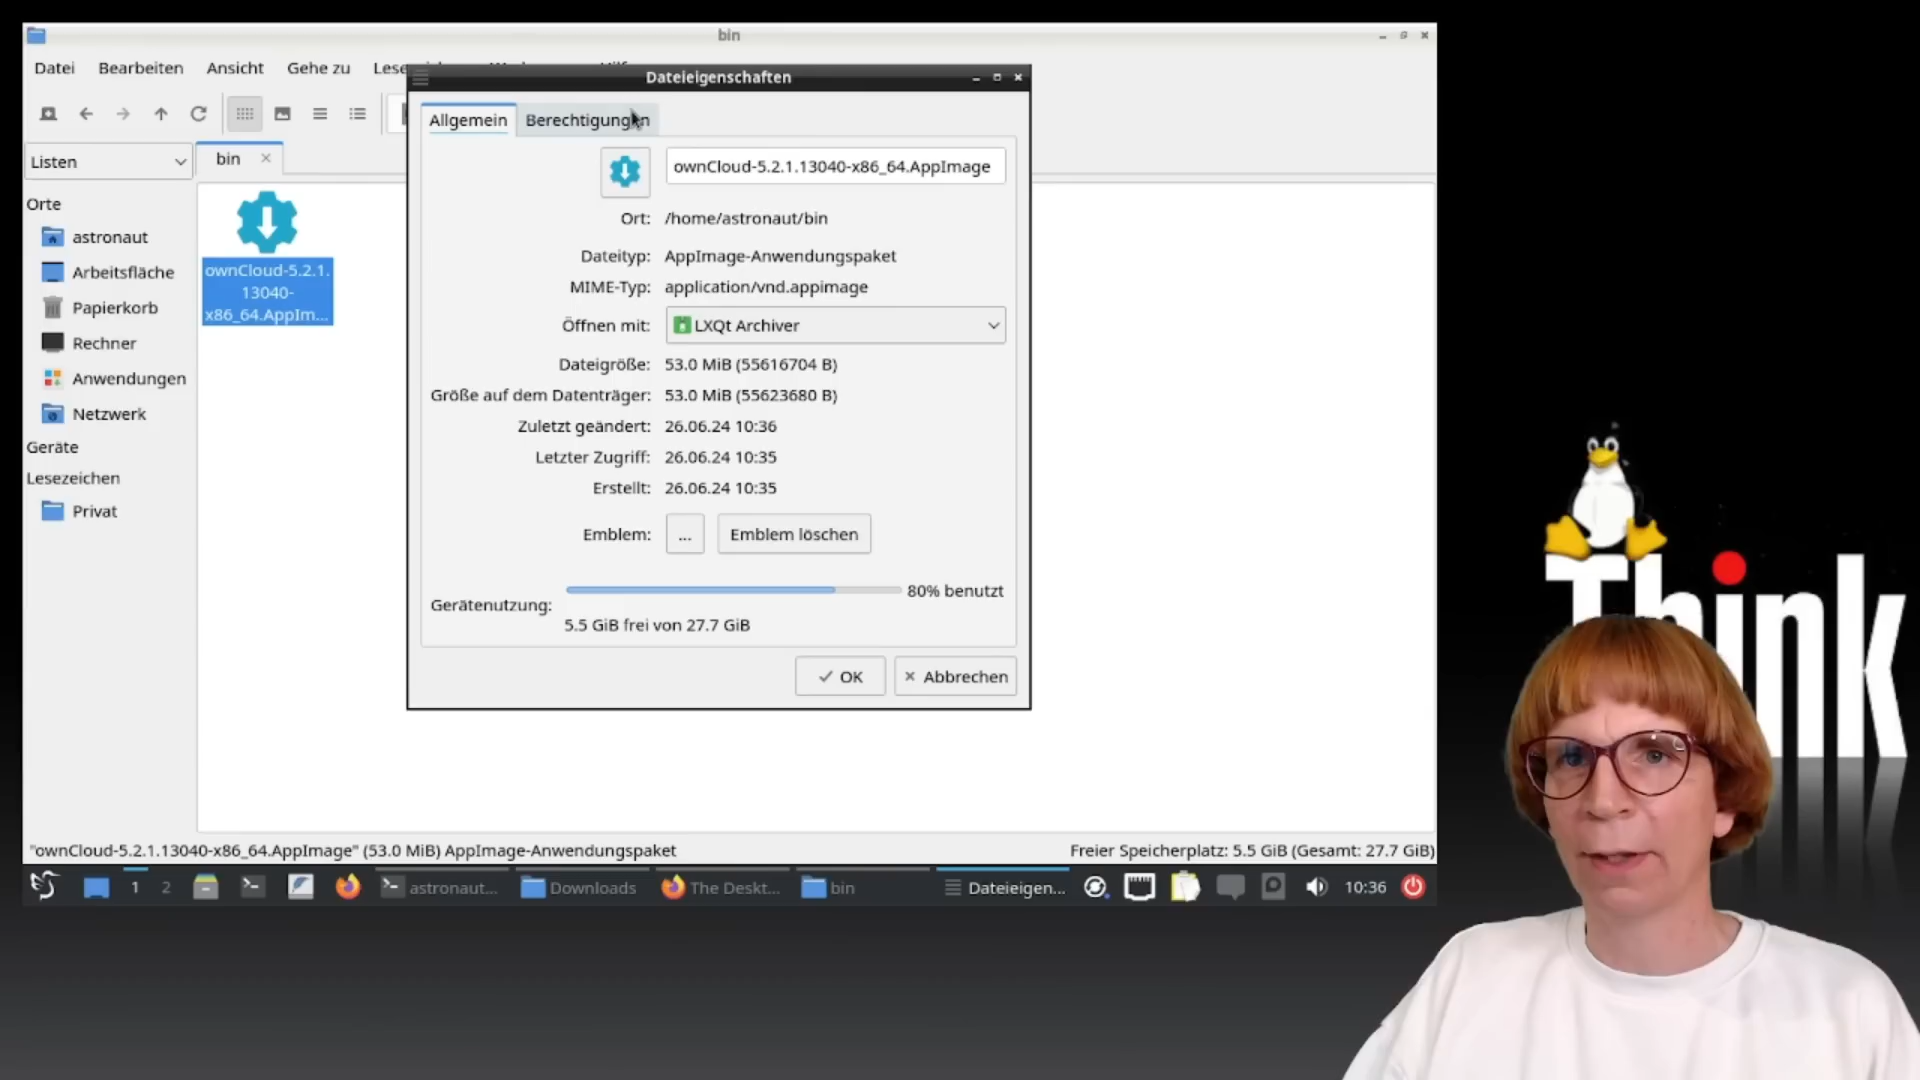 bin
Datei Bearbeiten Ansicht Gehe zu
Listen
bin
Orte
astronaut
Arbeitsfläche
Papierkorb
Rechner
Anwendungen
Netzwerk
Geräte
Lesezeichen
Privat
ownCloud-5.2.1.
13040-
x86_64.AppIm...
Dateieigenschaften
Allgemein Berechtigungen
ownCloud-5.2.1.13040-x86_64.AppImage
Ort: /home/astronaut/bin
Dateityp: AppImage-Anwendungspaket
MIME-Typ: application/vnd.appimage
Öffnen mit: LXQt Archiver
Dateigröße: 53.0 MiB (55616704 B)
Größe auf dem Datenträger: 53.0 MiB (55623680 B)
Zuletzt geändert: 26.06.24 10:36
Letzter Zugriff: 26.06.24 10:35
Erstellt: 26.06.24 10:35
Emblem: ... Emblem löschen
Gerätenutzung: 80% benutzt
5.5 GiB frei von 27.7 GiB
OK Abbrechen
"ownCloud-5.2.1.13040-x86_64.AppImage" (53.0 MiB) AppImage-Anwendungspaket
Freier Speicherplatz: 5.5 GiB (Gesamt: 27.7 GiB)
1 2 astronaut... Downloads The Deskt... bin Dateieigen... 10:36
Think